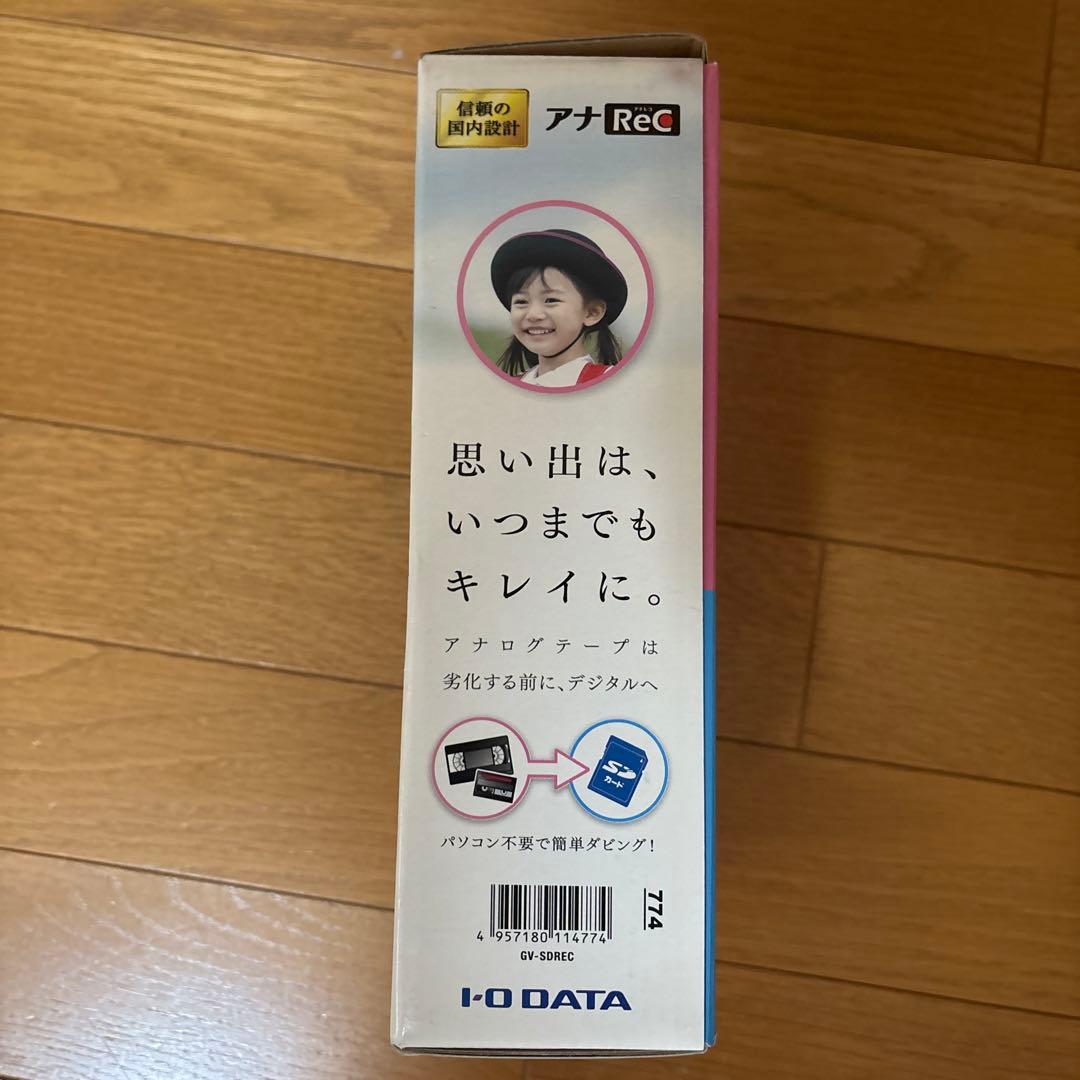 信頼の
国内設計
アナレコ
アナReC
思い出は、
いつまでも
キレイに。
アナログテープは
劣化する前に、デジタルへ
SD
カード
パソコン不要で簡単ダビング!
774
4 957180 114774
GV-SDREC
I-O DATA